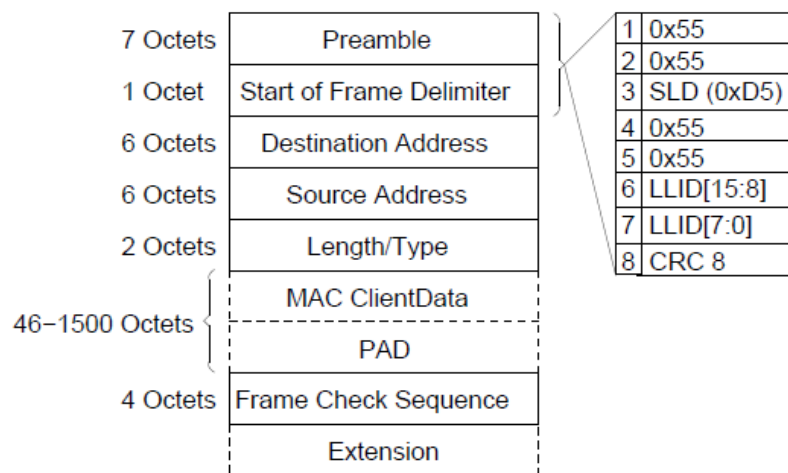 7 Octets Preamble
1 Octet Start of Frame Delimiter
6 Octets Destination Address
6 Octets Source Address
2 Octets Length/Type
46−1500 Octets
MAC ClientData
PAD
4 Octets Frame Check Sequence
Extension
1 0x55
2 0x55
3 SLD (0xD5)
4 0x55
5 0x55
6 LLID[15:8]
7 LLID[7:0]
8 CRC 8